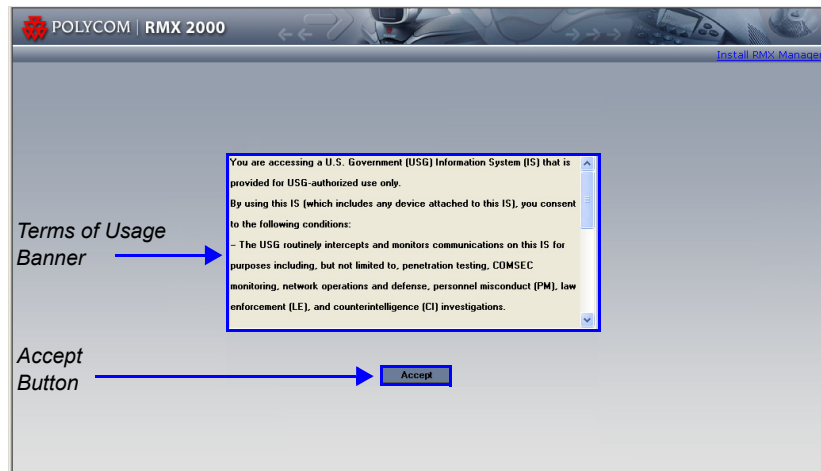 POLYCOM | RMX 2000
Install RMX Manager
You are accessing a U.S. Government (USG) Information System (IS) that is
provided for USG-authorized use only.
By using this IS (which includes any device attached to this IS), you consent
to the following conditions:
– The USG routinely intercepts and monitors communications on this IS for
purposes including, but not limited to, penetration testing, COMSEC
monitoring, network operations and defense, personnel misconduct (PM), law
enforcement (LE), and counterintelligence (CI) investigations.
Terms of Usage
Banner
Accept
Button
Accept